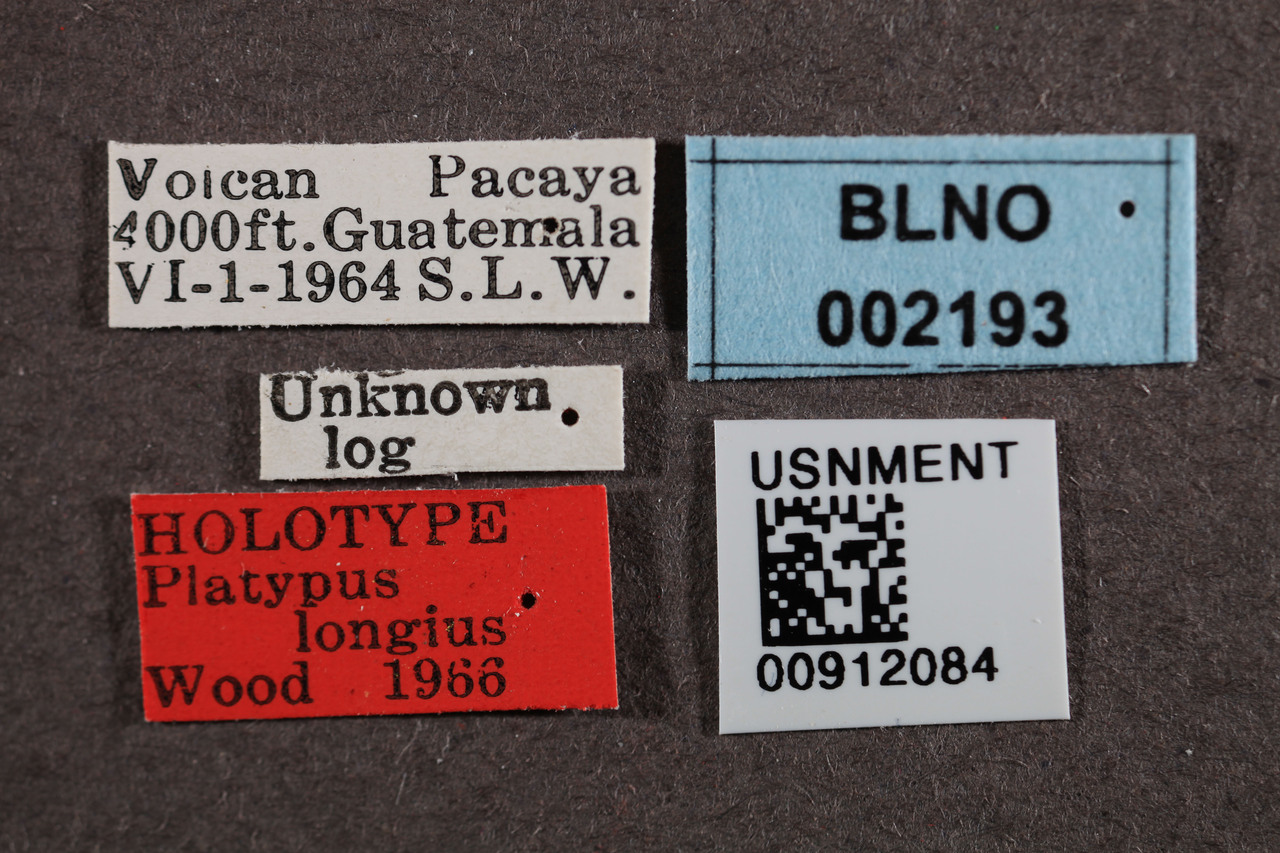 Volcan Pacaya
4000ft. Guatemala
VI-1-1964 S.L.W.
Unknown
log
HOLOTYPE
Platypus
longius
Wood 1966
BLNO
002193
USNMENT
00912084